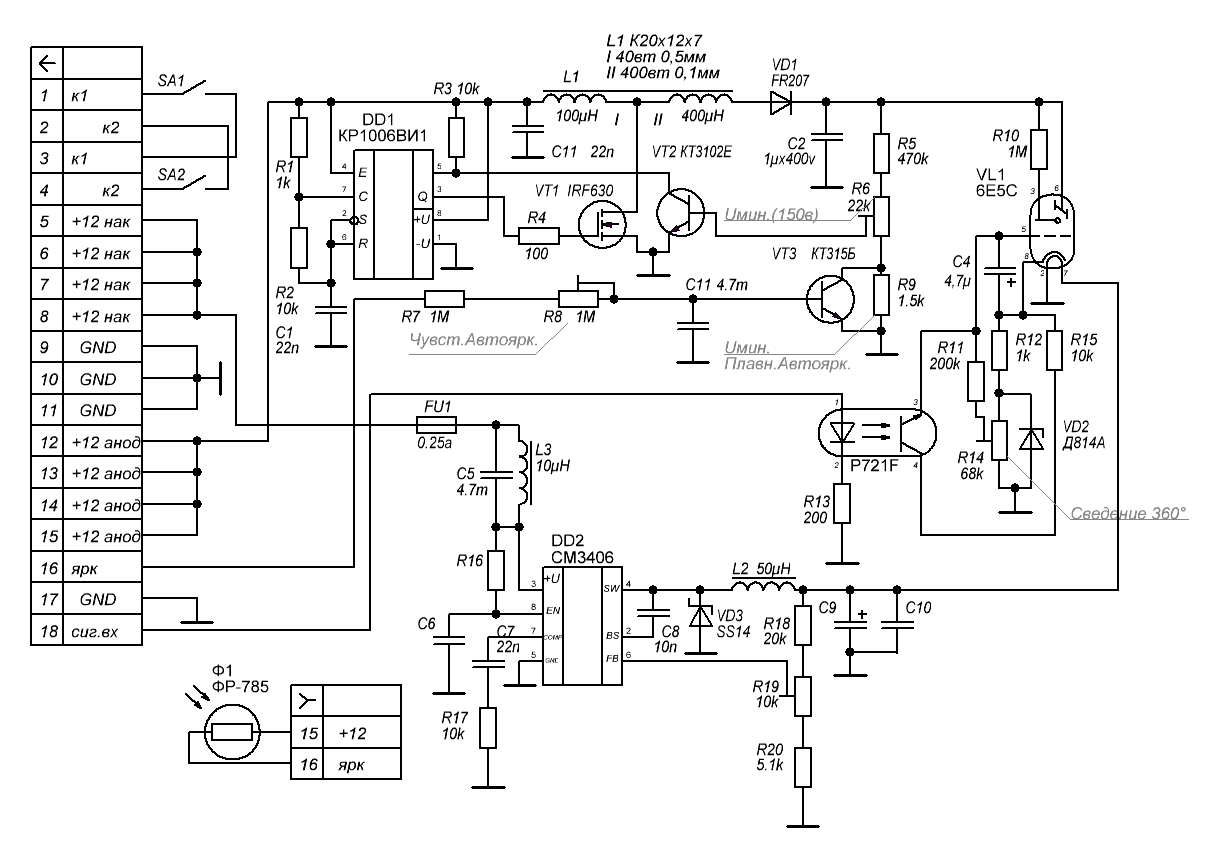 L1 К20х12х7
I 40вт 0,5мм
II 400вт 0,1мм
1 к1
2 к2
3 к1
4 к2
5 +12 нак
6 +12 нак
7 +12 нак
8 +12 нак
9 GND
10 GND
11 GND
12 +12 анод
13 +12 анод
14 +12 анод
15 +12 анод
16 ярк
17 GND
18 сиг.вх
SA1
SA2
R1
1k
R2
10k
C1
22n
DD1
КР1006ВИ1
4 E
7 C
2 S
6 R
5
Q 3
+U 8
-U 1
R3 10k
L1
100µH
I II
400µH
C11 22n
R4
100
VT1 IRF630
VT2 КТ3102Е
VD1
FR207
C2
1µx400v
R5
470k
R6
22k
Uмин.(150в)
VT3 КТ315Б
R9
1.5k
Uмин.
Плавн.Автоярк.
R7 1M
R8 1M
Чувст.Автоярк.
C11 4.7m
R10
1M
VL1
6Е5С
3 6
5
8 2 7
C4
4,7µ
+
R11
200k
R12
1k
R15
10k
R14
68k
VD2
Д814А
Сведение 360°
1 3
2 4
P721F
R13
200
FU1
0.25a
C5
4.7m
L3
10µH
R16
C6
C7
22n
R17
10k
DD2
CM3406
3 +U
8 EN
7 COMP
5 GND
SW 4
BS 2
FB 6
C8
10n
VD3
SS14
L2 50µH
R18
20k
R19
10k
R20
5.1k
C9
+
C10
Ф1
ФР-785
15 +12
16 ярк